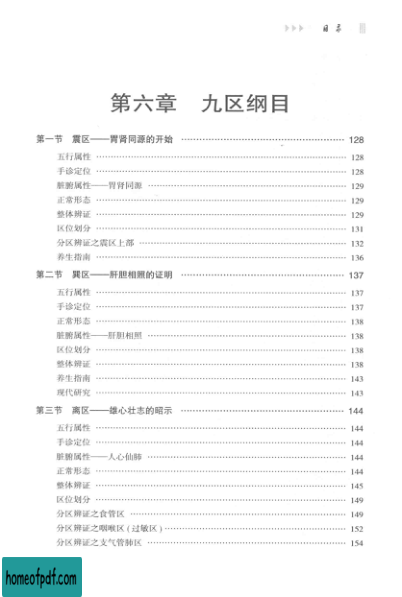 ▶▶▶ 目录
第六章 九区纲目
第一节 震区——胃肾同源的开始 128
五行属性 128
手诊定位 128
脏腑属性——胃肾同源 129
正常形态 129
整体辨证 129
区位划分 131
分区辨证之震区上部 132
养生指南 136
第二节 巽区——肝胆相照的证明 137
五行属性 137
手诊定位 137
正常形态 138
脏腑属性——肝胆相照 138
区位划分 138
整体辨证 138
养生指南 143
现代研究 143
第三节 离区——雄心壮志的昭示 144
五行属性 144
手诊定位 144
脏腑属性——人心仙肺 144
正常形态 144
整体辨证 145
区位划分 149
分区辨证之食管区 149
分区辨证之咽喉区(过敏区) 152
分区辨证之支气管肺区 154
homeofpdf.com